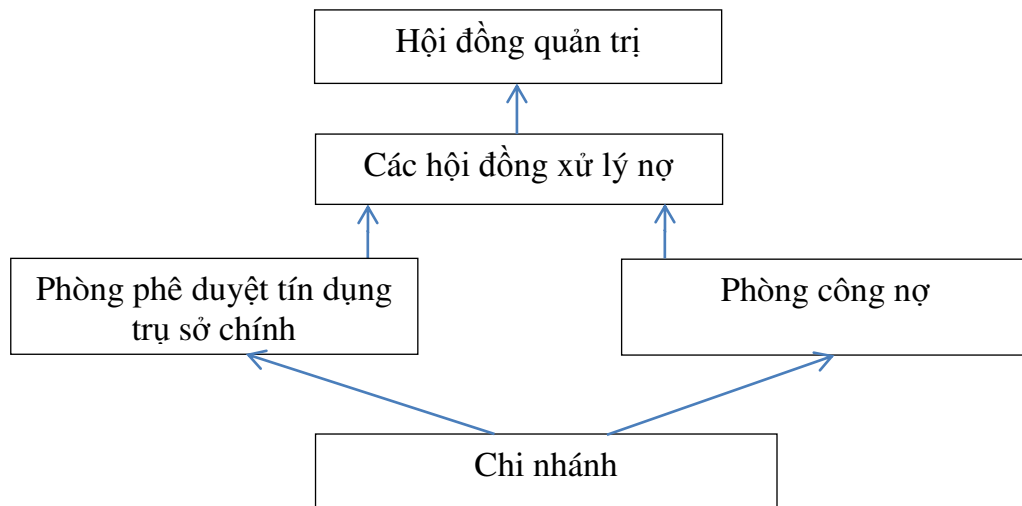 Hội đồng quản trị
Các hội đồng xử lý nợ
Phòng phê duyệt tín dụng
trụ sở chính
Phòng công nợ
Chi nhánh